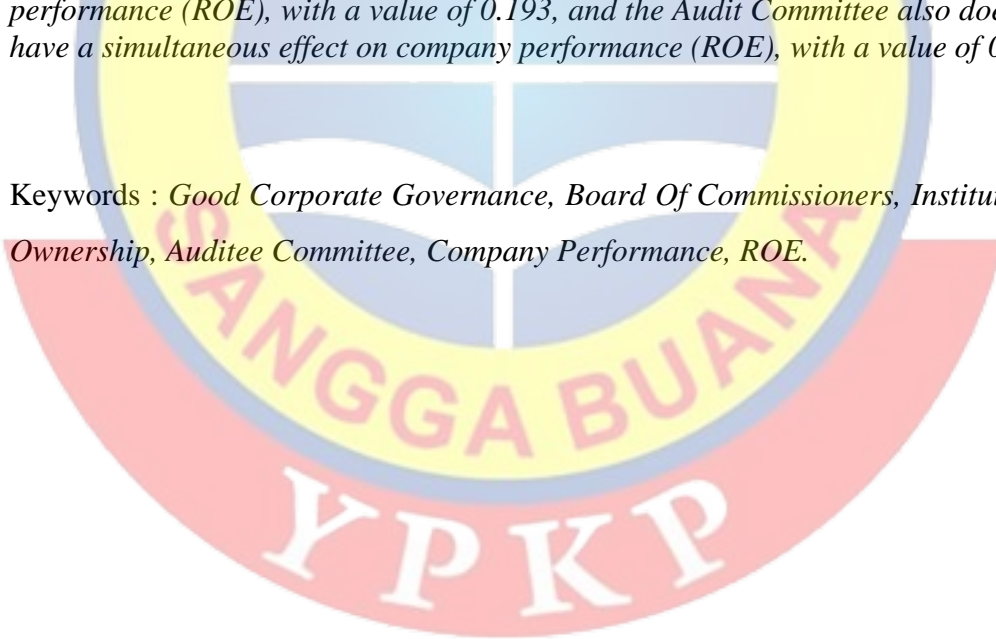 performance (ROE), with a value of 0.193, and the Audit Committee also
have a simultaneous effect on company performance (ROE), with a value of
Keywords : Good Corporate Governance, Board Of Commissioners,
Ownership, Auditee Committee, Company Performance, ROE.
SANGGA BUANA
YPKP